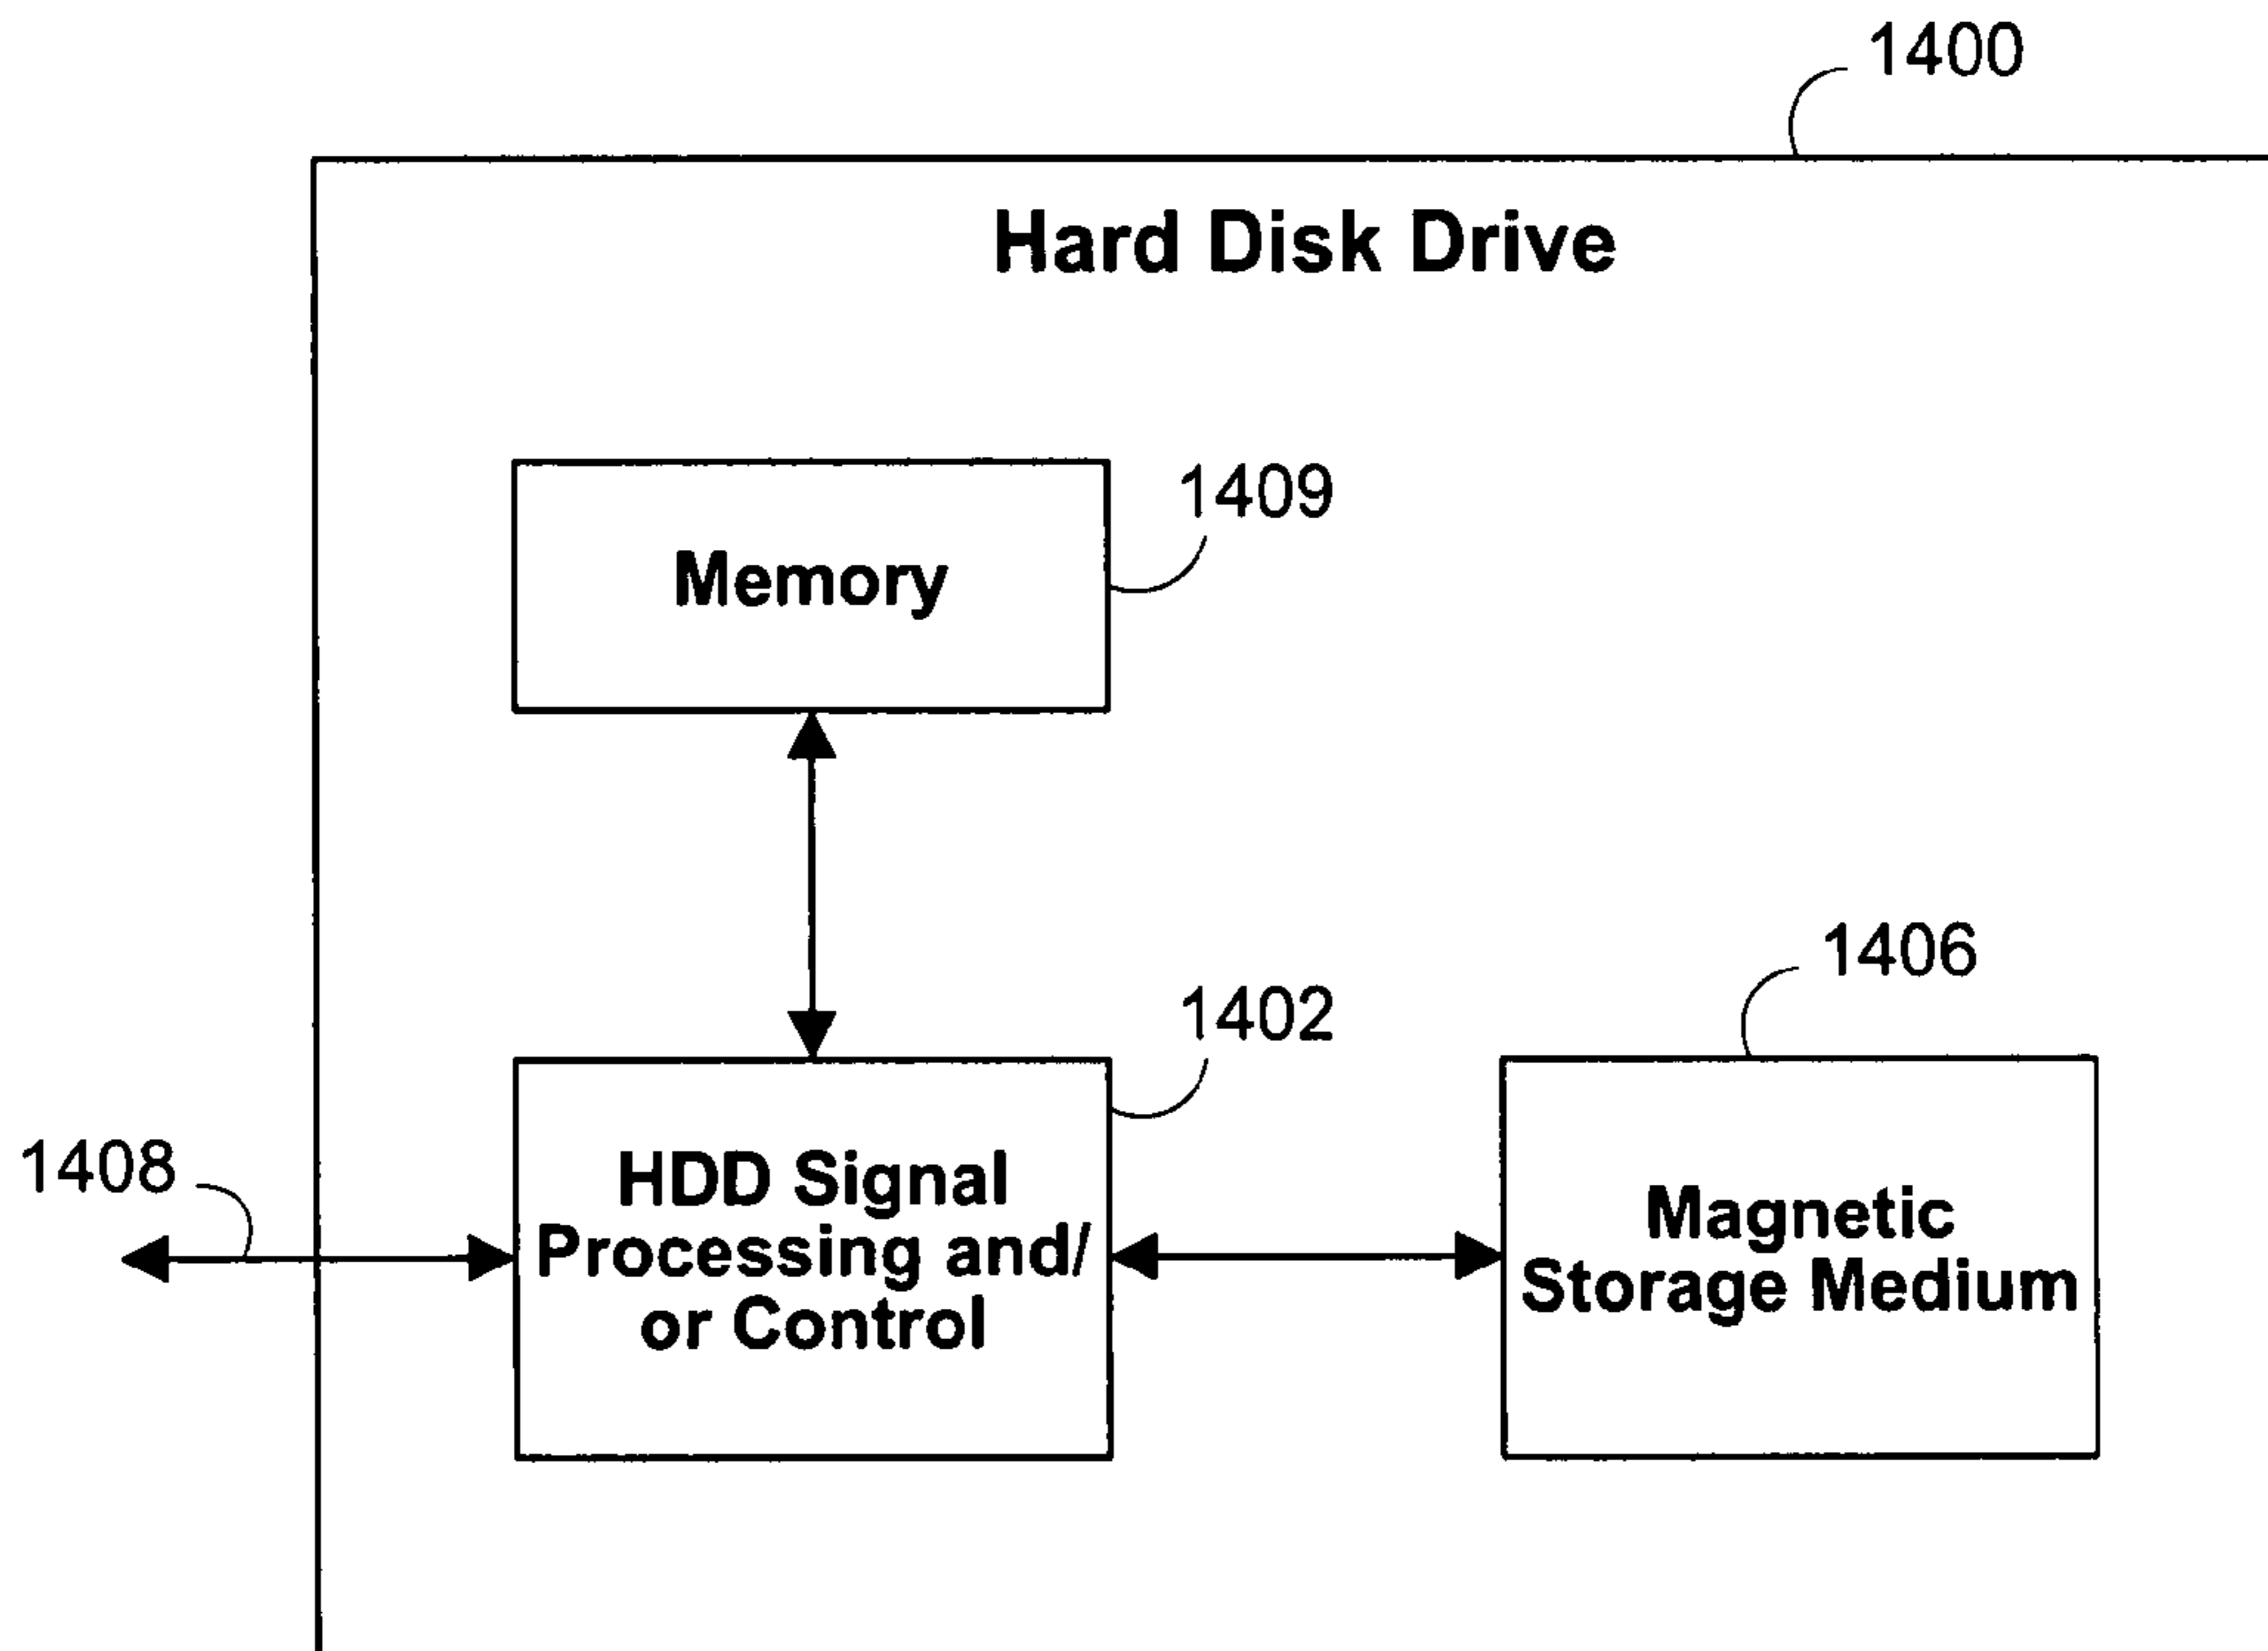 1400
Hard Disk Drive
1409
Memory
1406
1402
1408
HDD Signal
Processing and/
or Control
Magnetic
Storage Medium